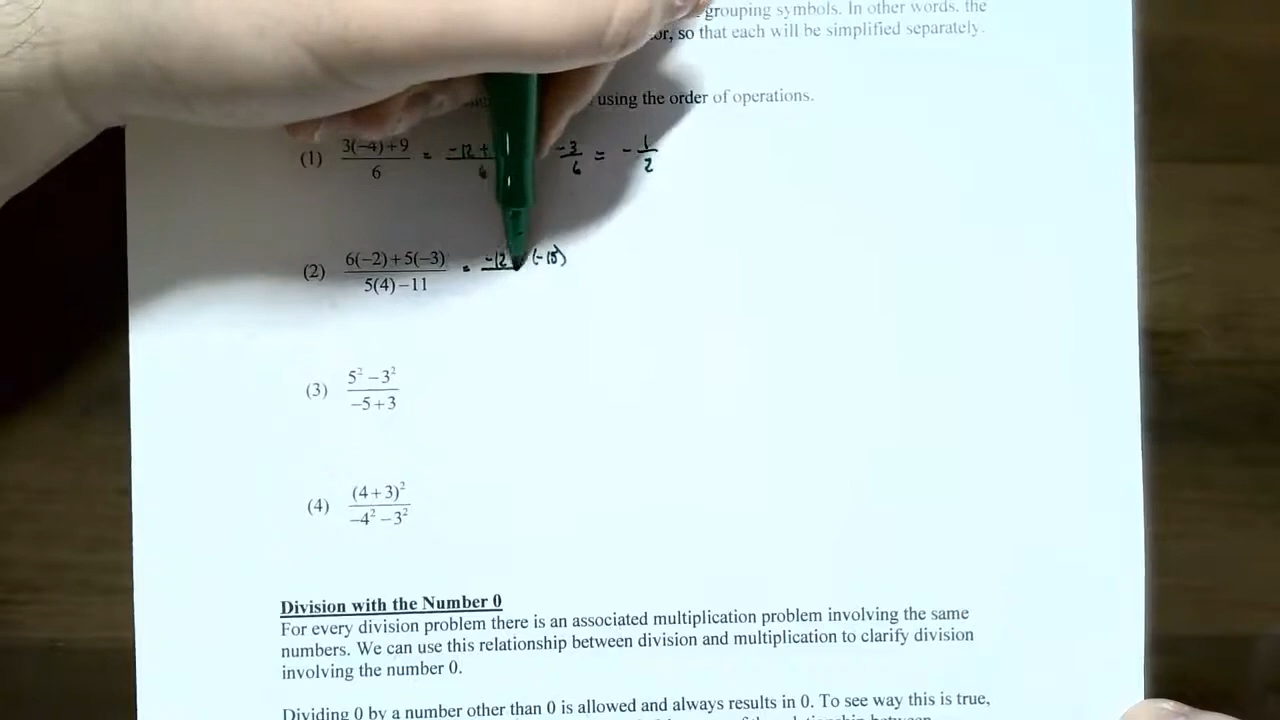 grouping symbols. In other words, the
or, so that each will be simplified separately.
using the order of operations.
(1) 3(−4)+9 / 6 = -12+ / 6 -3/6 = -1/2
(2) 6(−2)+5(−3) / 5(4)−11 = -12 (-15)
(3) 5² −3² / −5+3
(4) (4+3)² / −4² −3²
Division with the Number 0
For every division problem there is an associated multiplication problem involving the same
numbers. We can use this relationship between division and multiplication to clarify division
involving the number 0.
Dividing 0 by a number other than 0 is allowed and always results in 0. To see way this is true,